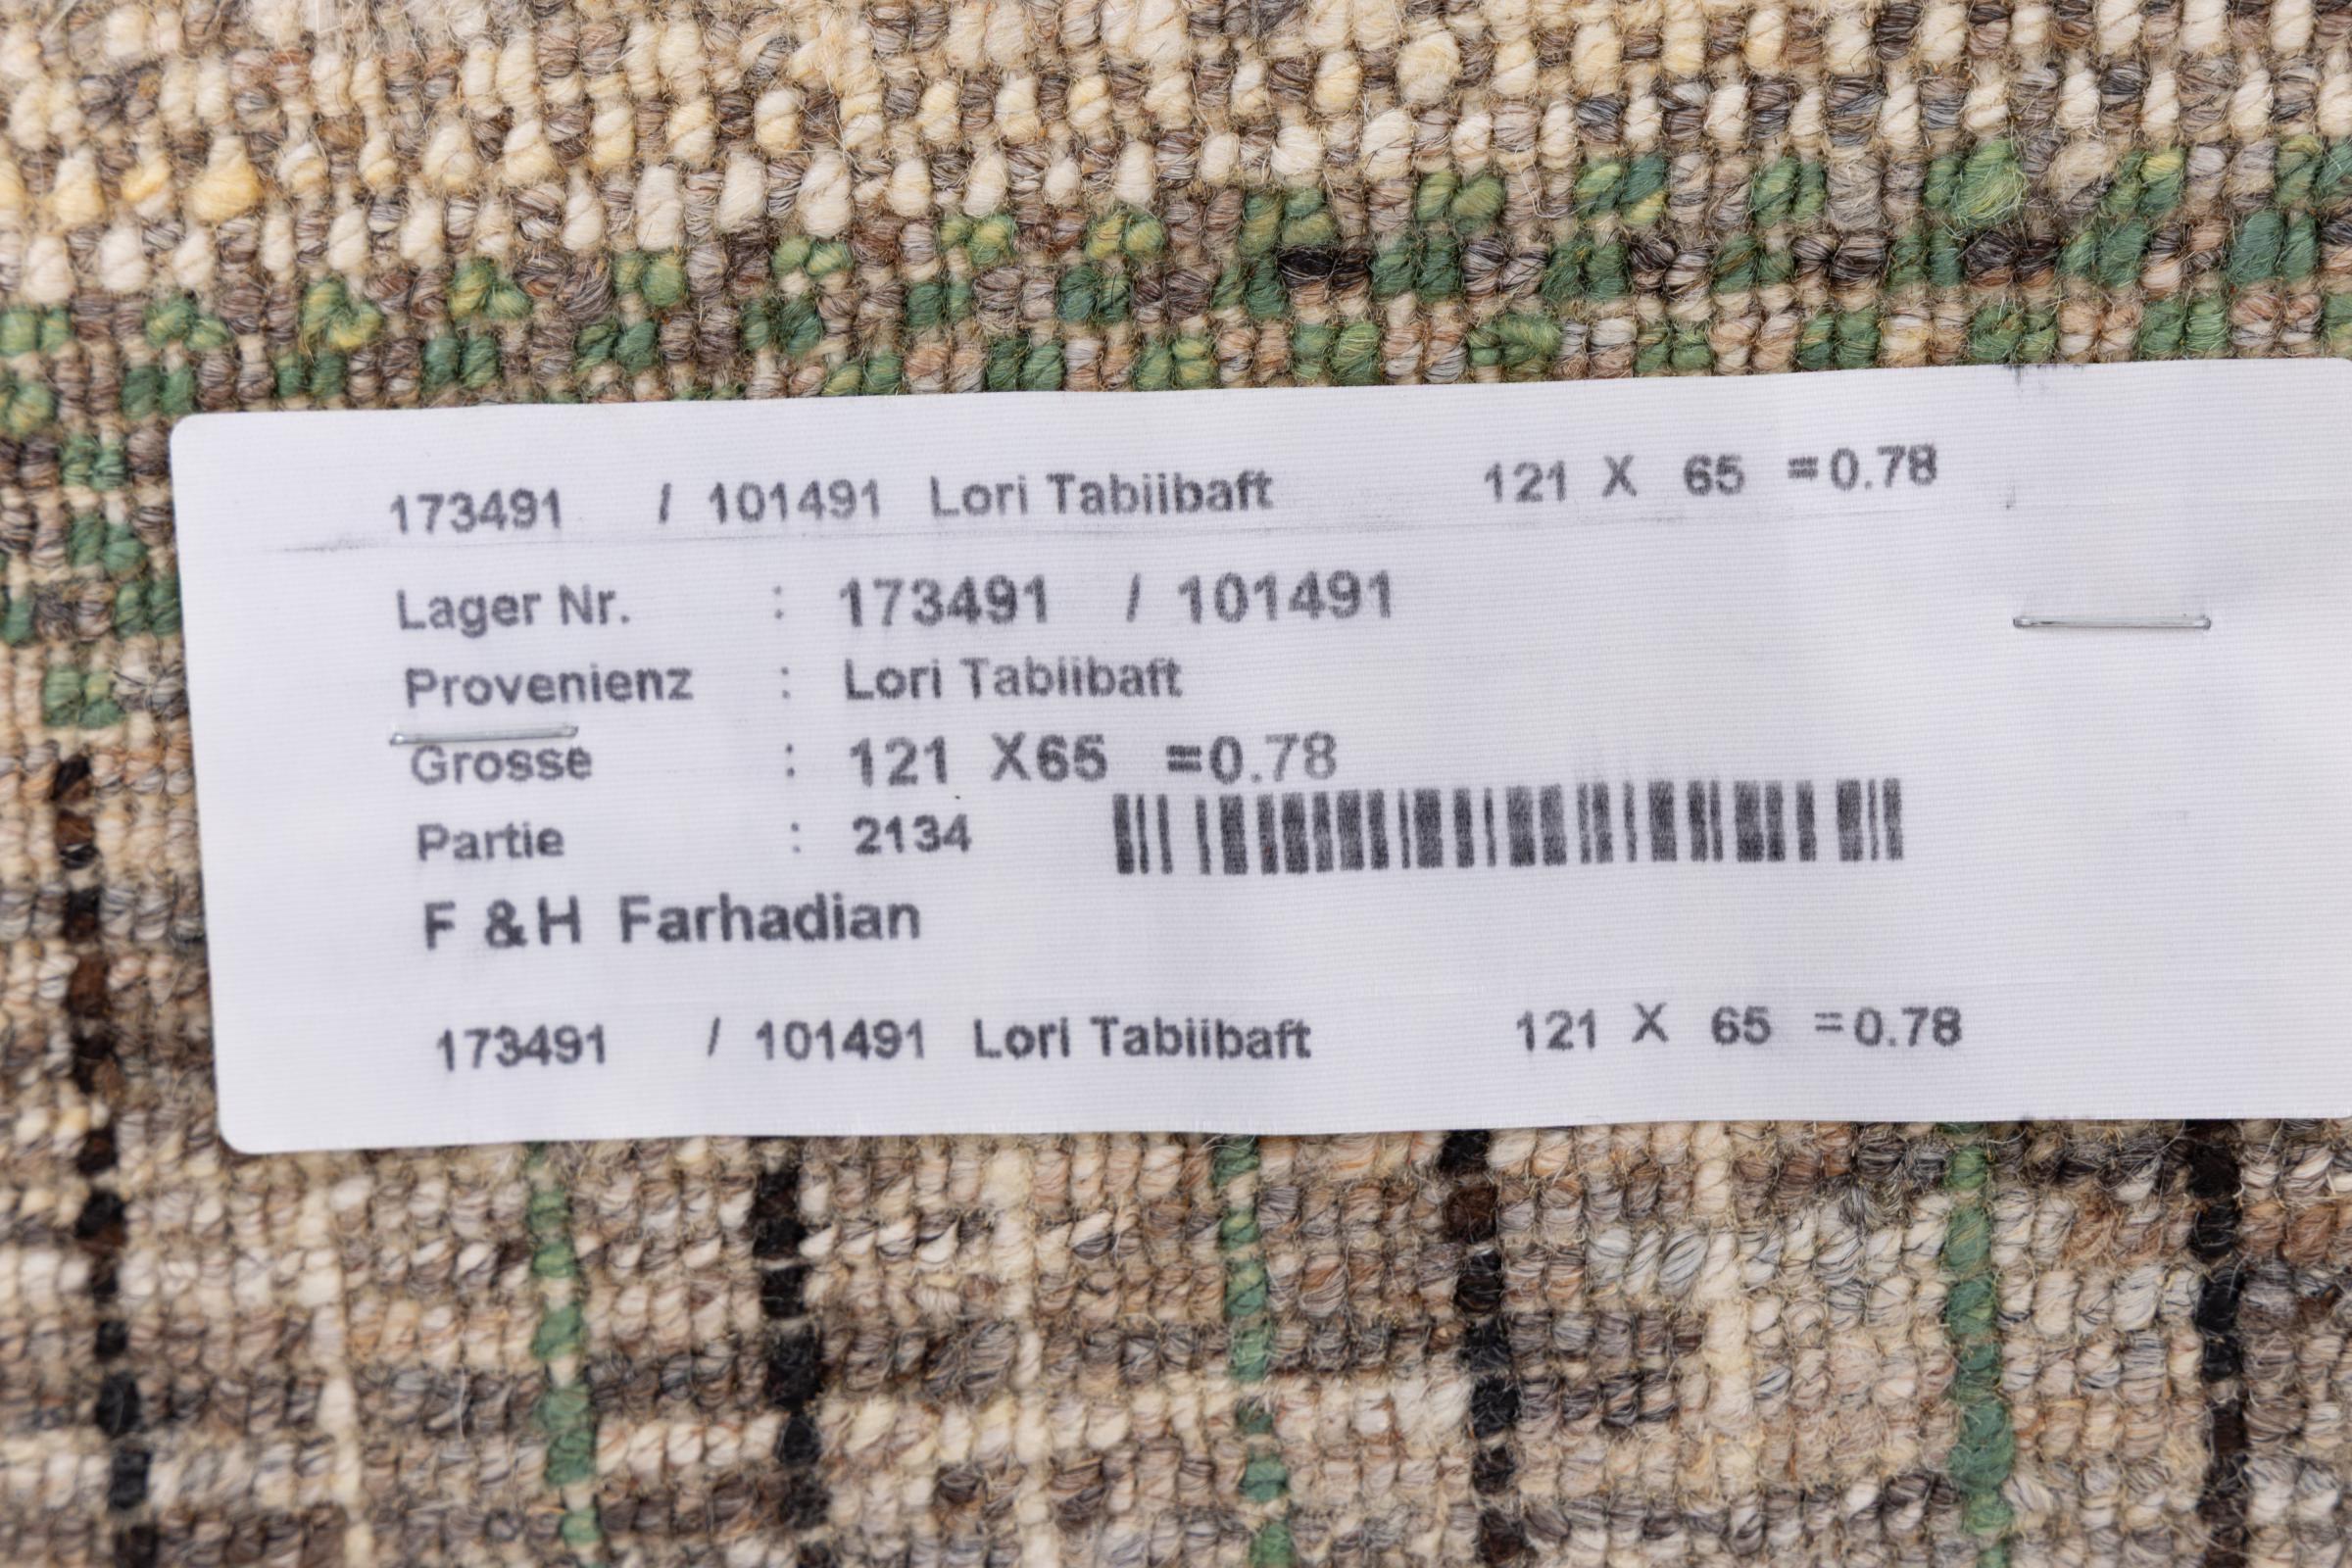 173491 / 101491 Lori Tabiibaft 121 X 65 =0.78
Lager Nr. : 173491 / 101491
Provenienz : Lori Tabiibaft
Grosse : 121 X65 =0.78
Partie : 2134
F &H Farhadian
173491 / 101491 Lori Tabiibaft 121 X 65 =0.78